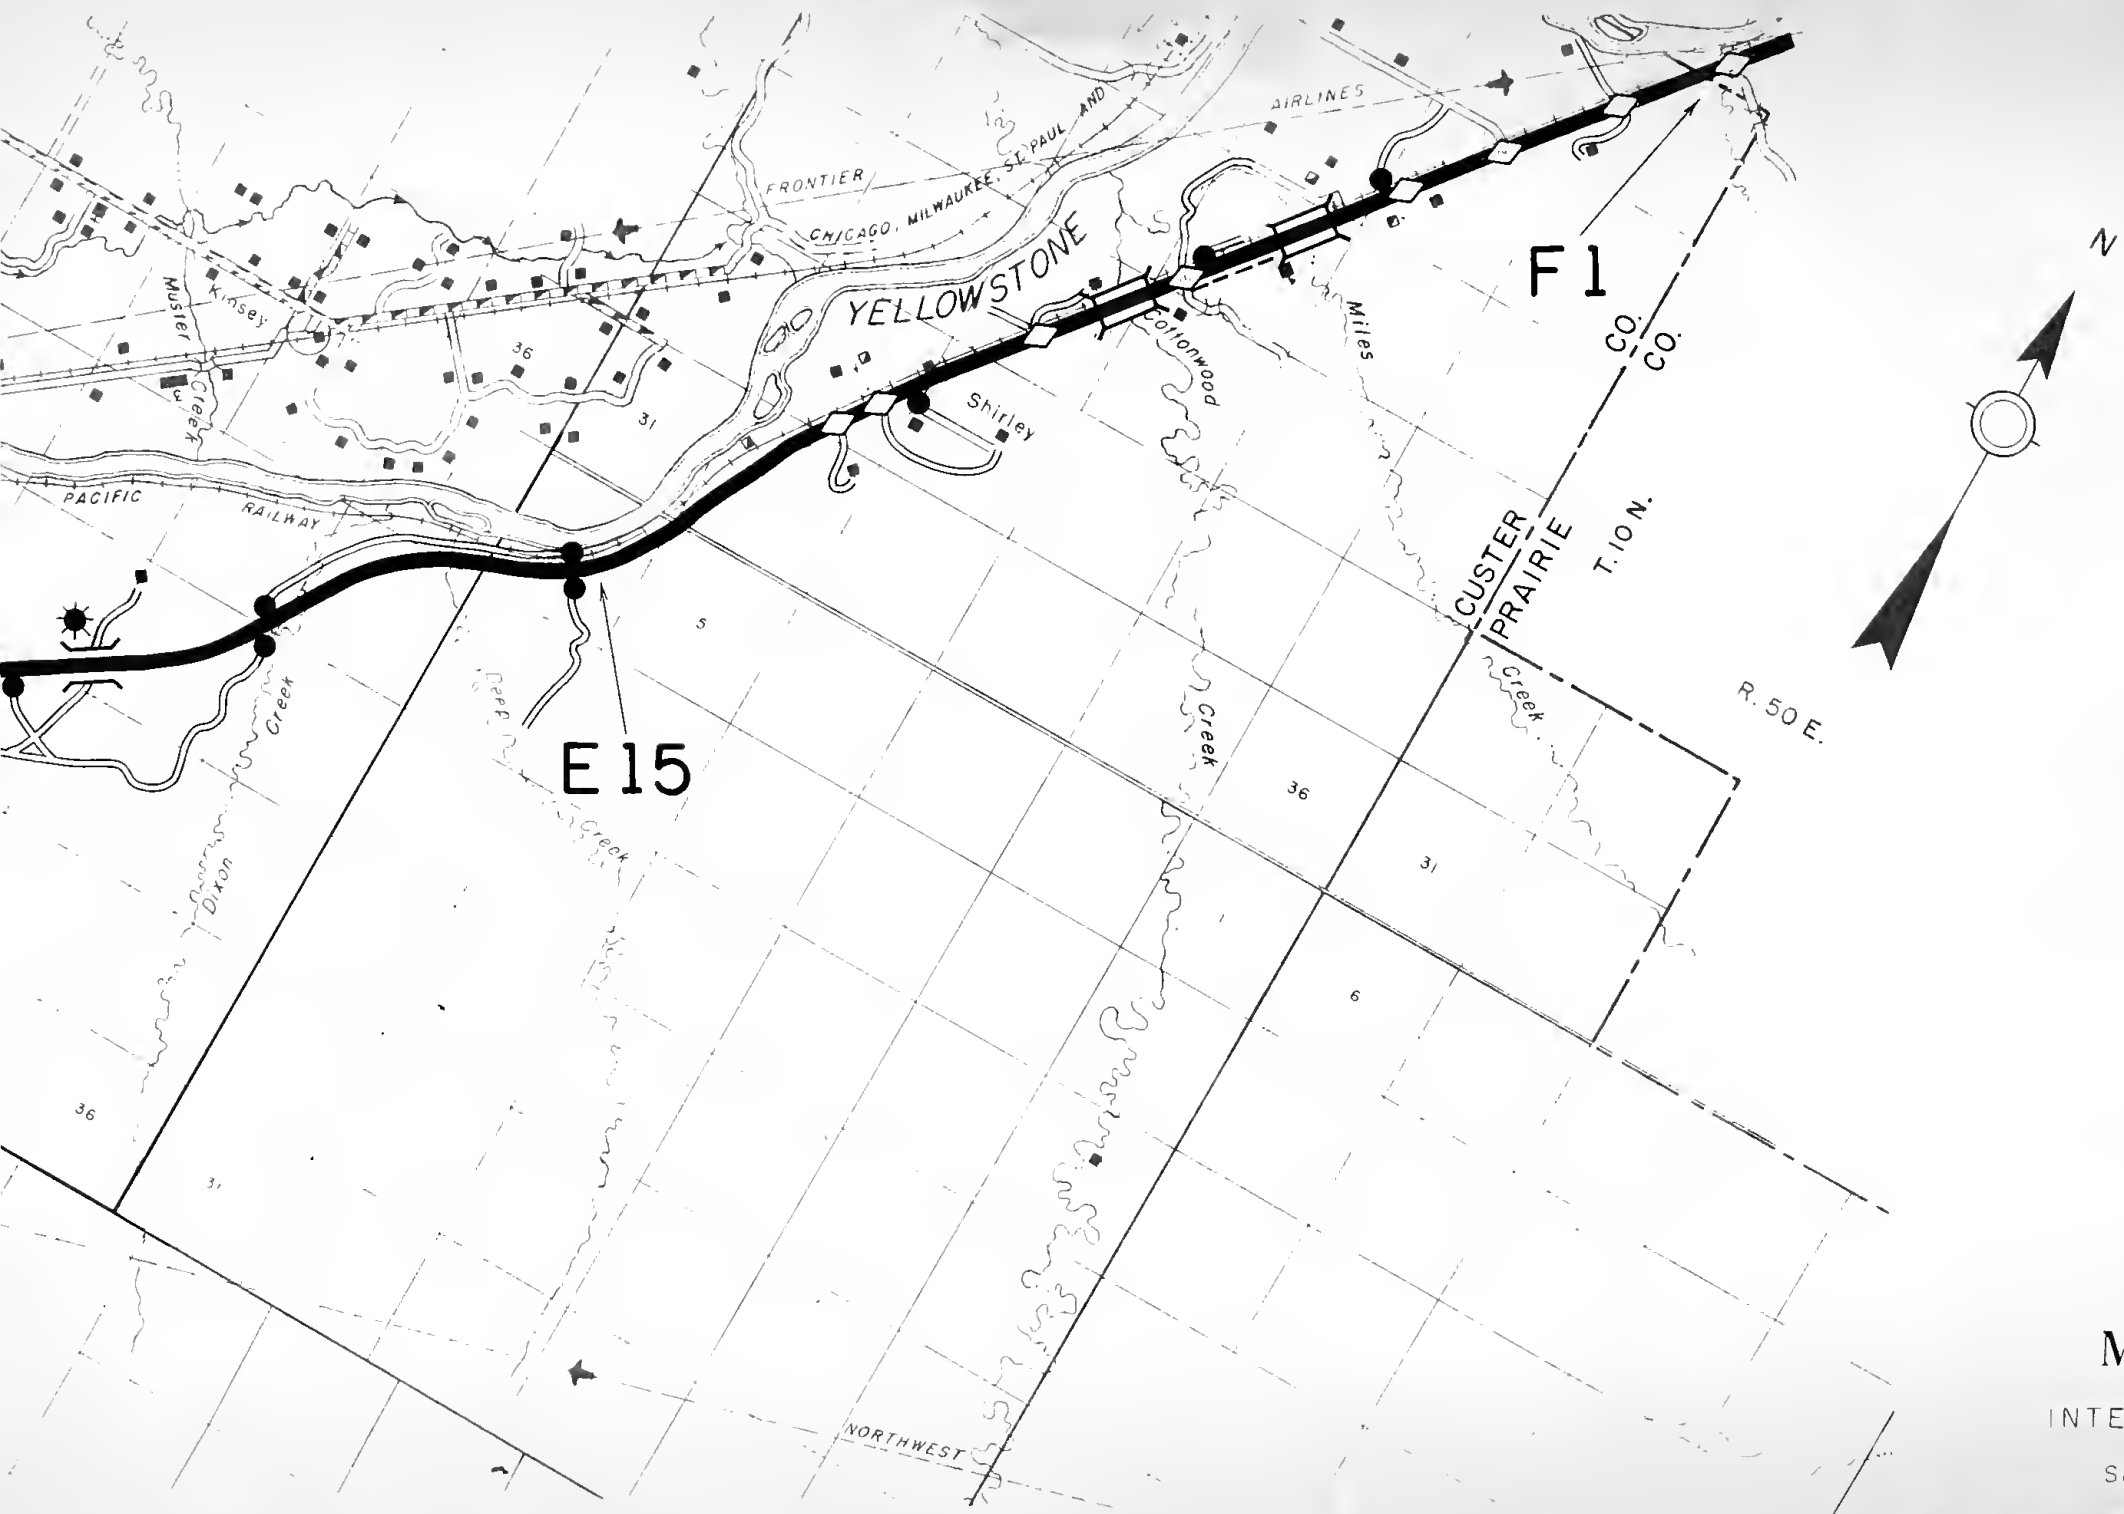 AIRLINES
FRONTIER
CHICAGO, MILWAUKEE, ST. PAUL AND
YELLOWSTONE
F 1
N
Muster
Creek
Kinsey
36
31
Cottonwood
Creek
Miles
Creek
Shirley
CO.
CO.
PACIFIC
RAILWAY
CUSTER
PRAIRIE
T. 10 N.
R. 50 E.
5
Deep
Creek
Dixon
Creek
E 15
36
31
6
36
31
NORTHWEST
M
INTE
S